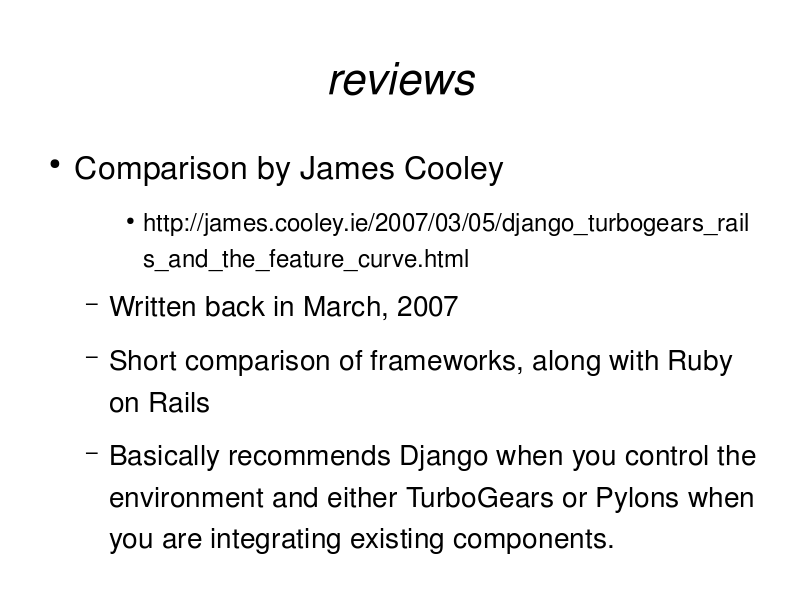 reviews
• Comparison by James Cooley
• http://james.cooley.ie/2007/03/05/django_turbogears_rail
s_and_the_feature_curve.html
– Written back in March, 2007
– Short comparison of frameworks, along with Ruby
on Rails
– Basically recommends Django when you control the
environment and either TurboGears or Pylons when
you are integrating existing components.